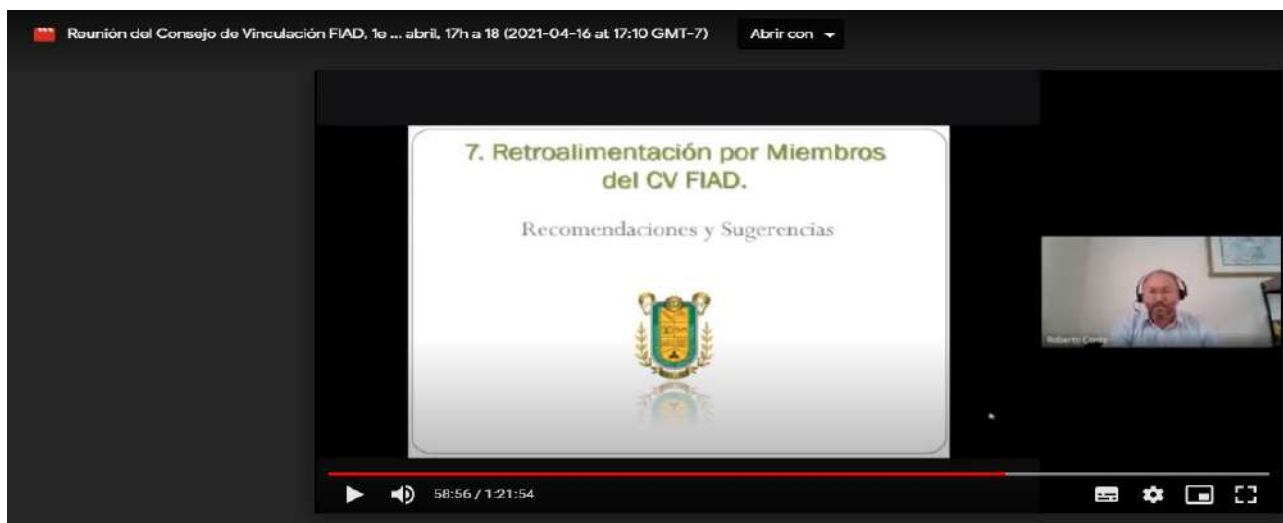 Reunión del Consejo de Vinculación FIAD, 1e ... abril, 17h a 18 (2021-04-16 at 17:10 GMT-7) Abrir con
7. Retroalimentación por Miembros
del CV FIAD.
Recomendaciones y Sugerencias
Roberto
58:56 / 1:21:54